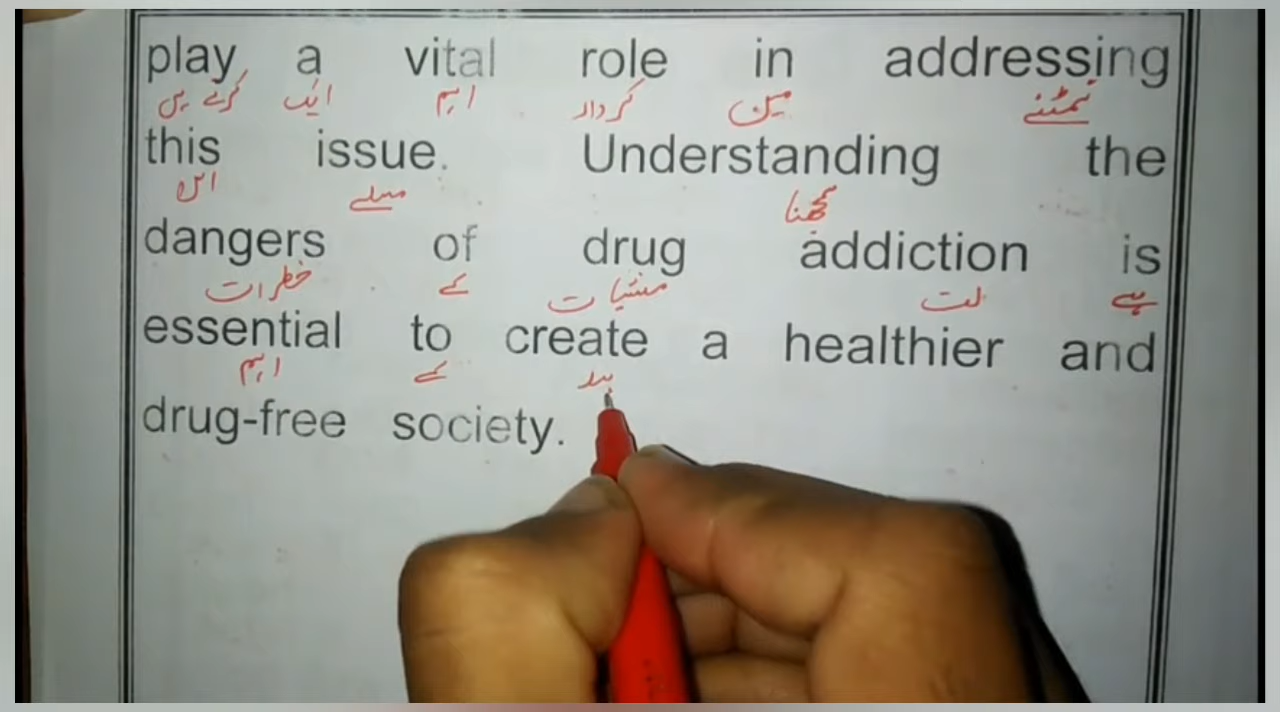 play a vital role in addressing
کرتے ہیں ایک اہم کردار میں نمٹنے
this issue. Understanding the
اس مسلے سمجھنا
dangers of drug addiction is
خطرات کے منشیات لت ہے
essential to create a healthier and
اہم کے
drug-free society.